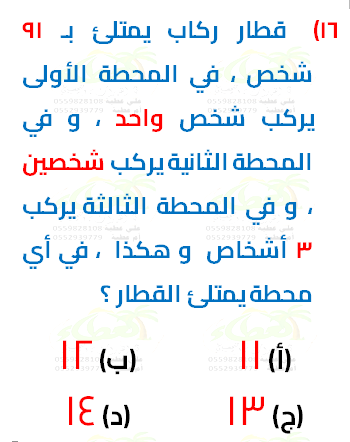 ١٦) قطار ركاب يمتلئ بـ ٩١
شخص ، في المحطة الأولى
يركب شخص واحد ، و في
المحطة الثانية يركب شخصين
، و في المحطة الثالثة يركب
٣ أشخاص و هكذا ، في أي
محطة يمتلئ القطار ؟
(أ) ١١ (ب) ١٢
(ج) ١٣ (د) ١٤